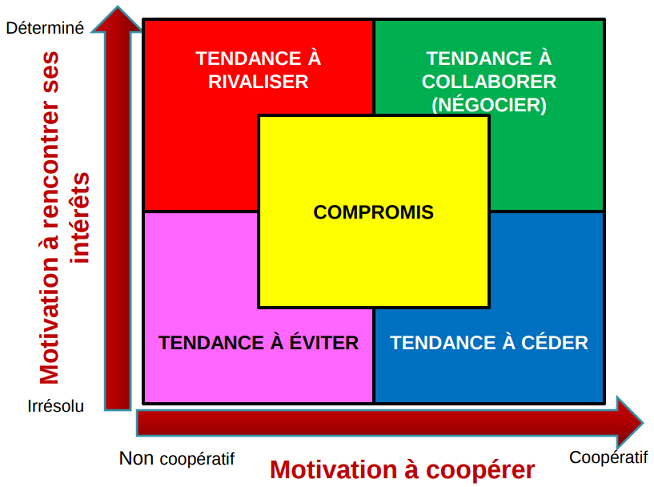 Déterminé
Motivation à rencontrer ses
intérêts
Irrésolu
TENDANCE À
RIVALISER
TENDANCE À
COLLABORER
(NÉGOCIER)
COMPROMIS
TENDANCE À ÉVITER
TENDANCE À CÉDER
Non coopératif
Motivation à coopérer
Coopératif